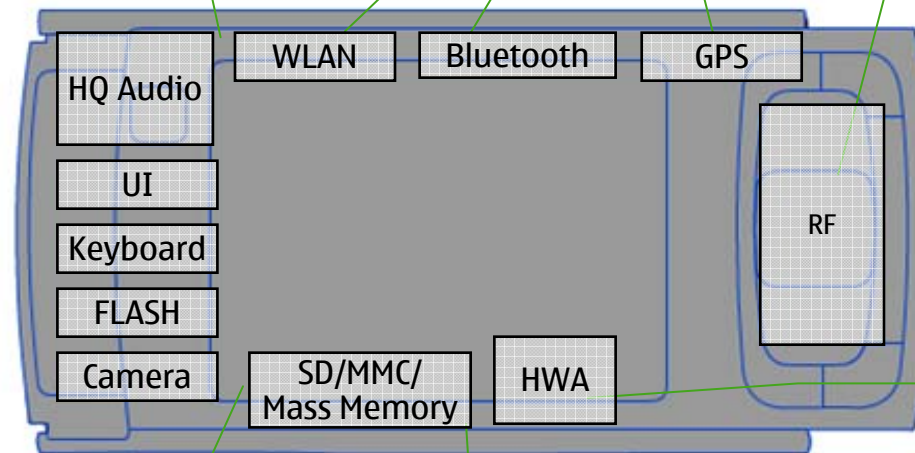 WLAN
Bluetooth
GPS
HQ Audio
UI
RF
Keyboard
FLASH
Camera
SD/MMC/
Mass Memory
HWA